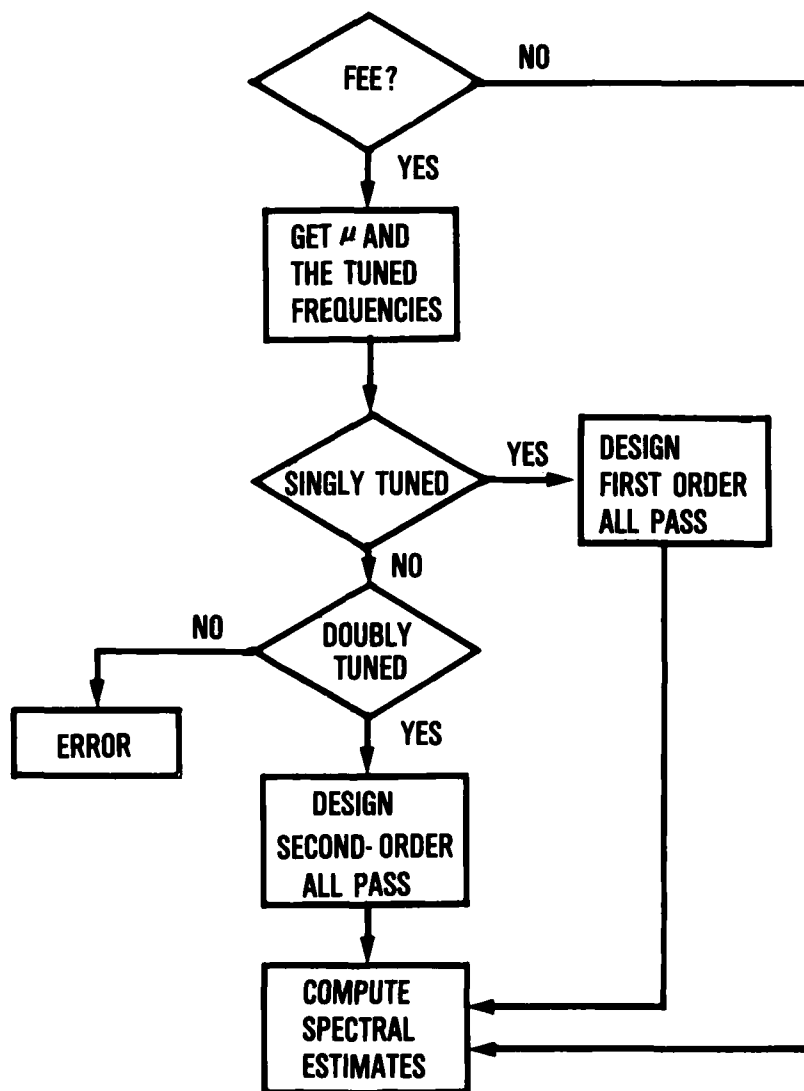 FEE?
NO
YES
GET μ AND
THE TUNED
FREQUENCIES
SINGLY TUNED
YES
DESIGN
FIRST ORDER
ALL PASS
NO
DOUBLY
TUNED
NO
ERROR
YES
DESIGN
SECOND-ORDER
ALL PASS
COMPUTE
SPECTRAL
ESTIMATES